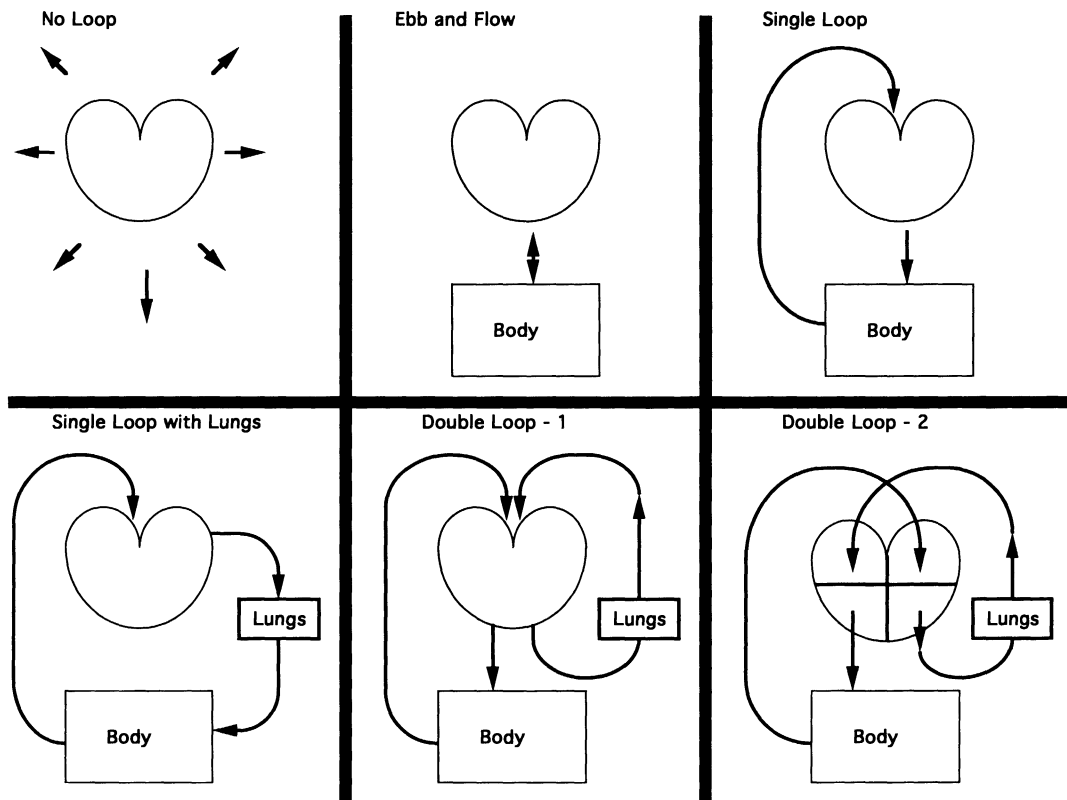 No Loop
Ebb and Flow
Body
Single Loop
Body
Single Loop with Lungs
Lungs
Body
Double Loop - 1
Lungs
Body
Double Loop - 2
Lungs
Body